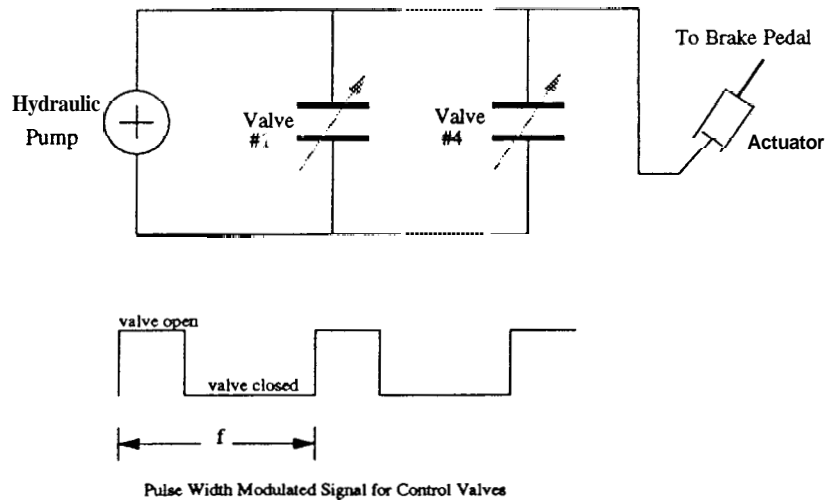 To Brake Pedal
Hydraulic
Pump
Valve
#1
Valve
#4
Actuator
valve open
valve closed
f
Pulse Width Modulated Signal for Control Valves